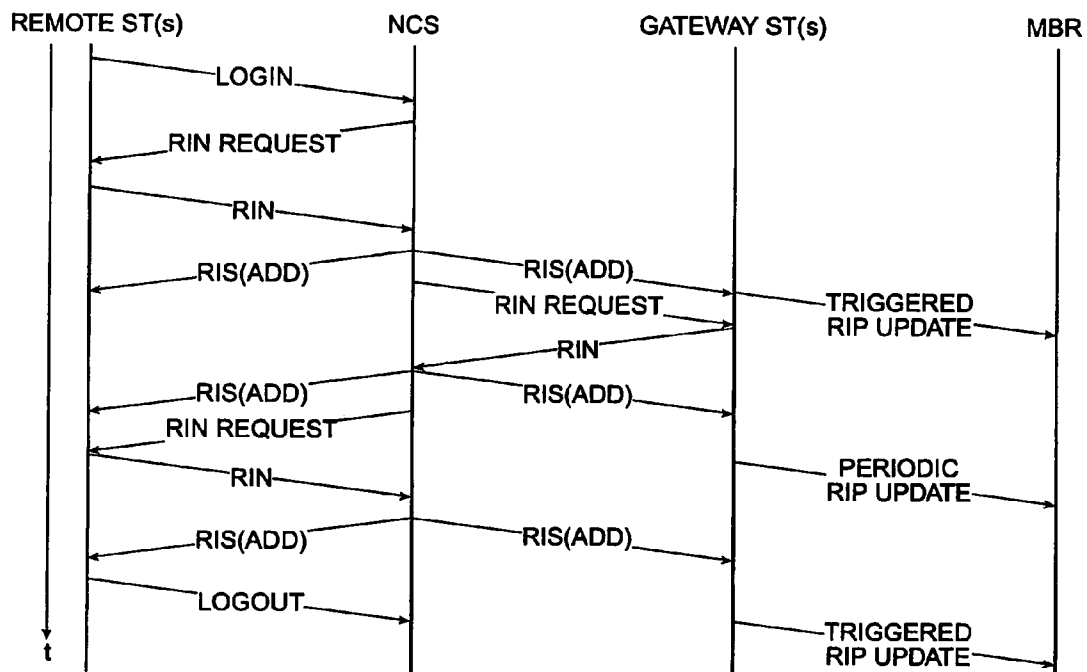 REMOTE ST(s) NCS GATEWAY ST(s) MBR
LOGIN
RIN REQUEST
RIN
RIS(ADD) RIS(ADD)
RIN REQUEST
TRIGGERED
RIP UPDATE
RIN
RIS(ADD) RIS(ADD)
RIN REQUEST
RIN
PERIODIC
RIP UPDATE
RIS(ADD) RIS(ADD)
LOGOUT
TRIGGERED
RIP UPDATE
t